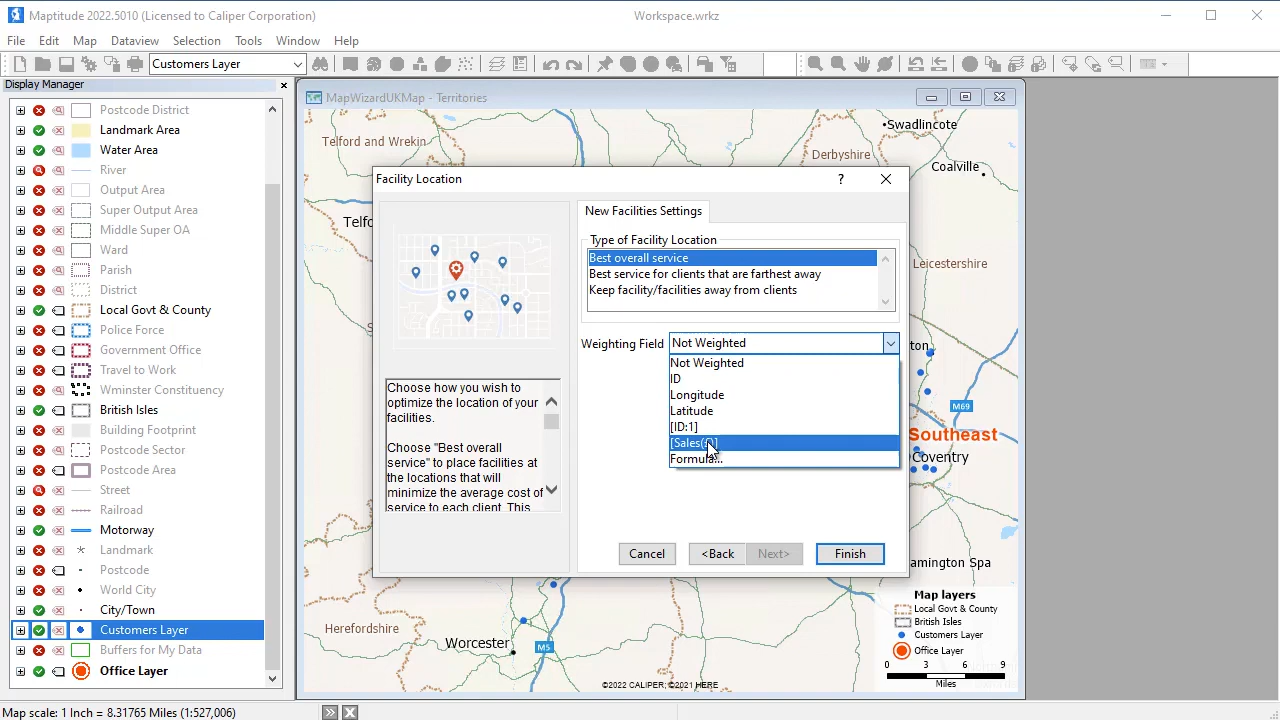 Maptitude 2022.5010 (Licensed to Caliper Corporation)
Workspace.wrkz
File Edit Map Dataview Selection Tools Window Help
Customers Layer
Display Manager
Postcode District
Landmark Area
Water Area
River
Output Area
Super Output Area
Middle Super OA
Ward
Parish
District
Local Govt & County
Police Force
Government Office
Travel to Work
Wminster Constituency
British Isles
Building Footprint
Postcode Sector
Postcode Area
Street
Railroad
Motorway
Landmark
Postcode
World City
City/Town
Customers Layer
Buffers for My Data
Office Layer
MapWizardUKMap - Territories
Telford and Wrekin
Swadlincote
Derbyshire
Coalville
Leicestershire
M69
Southeast
Coventry
amington Spa
Herefordshire
Worcester
M5
©2022 CALIPER; ©2021 HERE
Map layers
Local Govt & County
British Isles
Customers Layer
Office Layer
0 3 6 9
Miles
Facility Location
?
New Facilities Settings
Type of Facility Location
Best overall service
Best service for clients that are farthest away
Keep facility/facilities away from clients
Weighting Field
Not Weighted
Not Weighted
ID
Longitude
Latitude
[ID:1]
Formula...
Choose how you wish to
optimize the location of your
facilities.
Choose "Best overall
service" to place facilities at
the locations that will
minimize the average cost of
service to each client. This
Cancel
<Back
Next>
Finish
Map scale: 1 Inch = 8.31765 Miles (1:527,006)